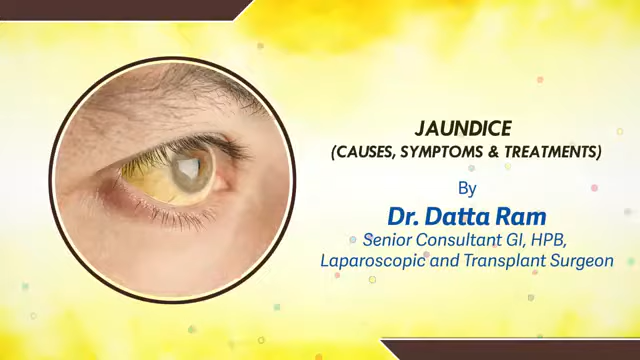 JAUNDICE
(CAUSES, SYMPTOMS & TREATMENTS)
By
Dr. Datta Ram
Senior Consultant GI, HPB,
Laparoscopic and Transplant Surgeon